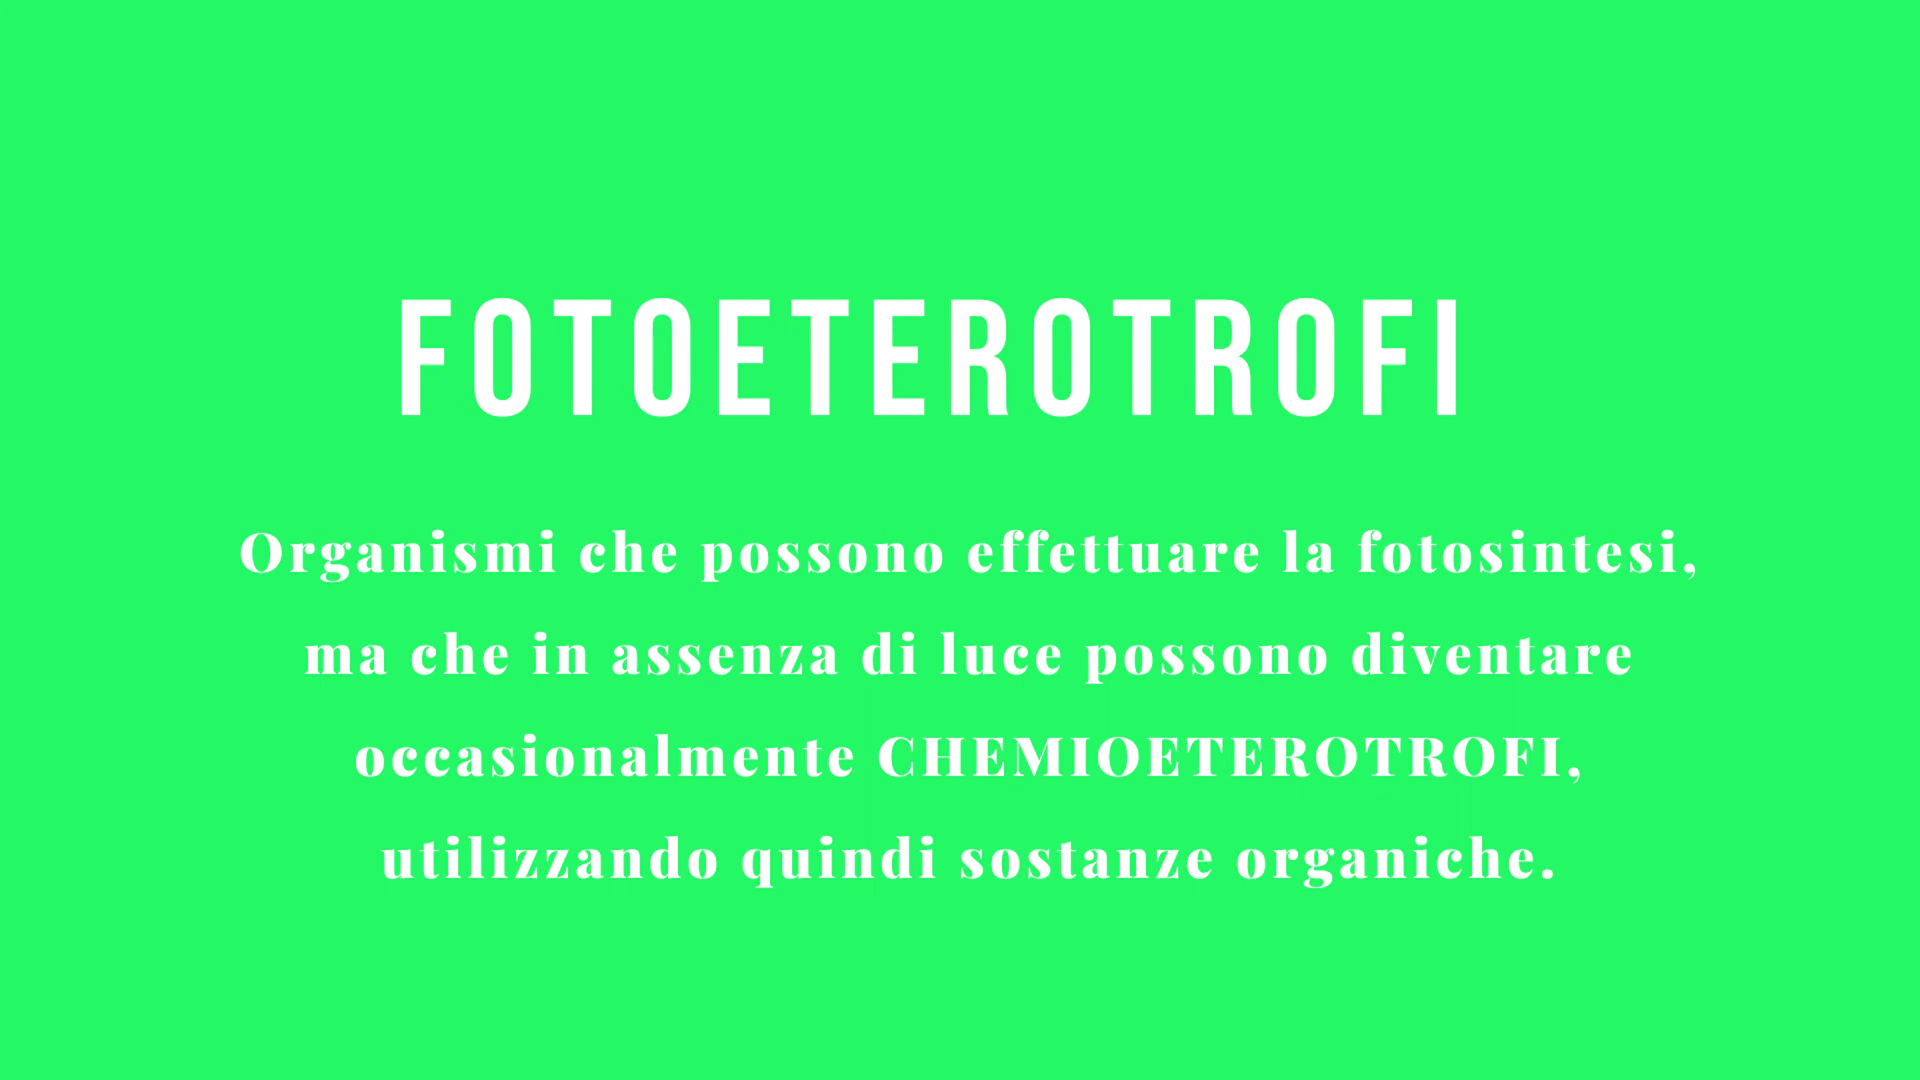 FOTOETEROTROFI
Organismi che possono effettuare la fotosintesi,
ma che in assenza di luce possono diventare
occasionalmente CHEMIOETEROTROFI,
utilizzando quindi sostanze organiche.